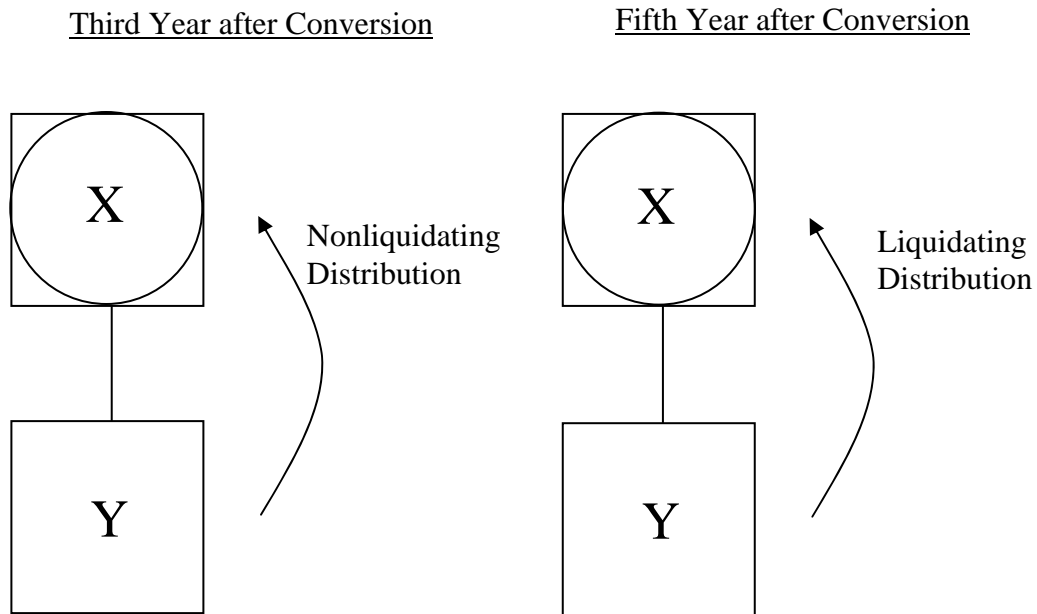 Third Year after Conversion
Fifth Year after Conversion
X
Nonliquidating
Distribution
Y
X
Liquidating
Distribution
Y